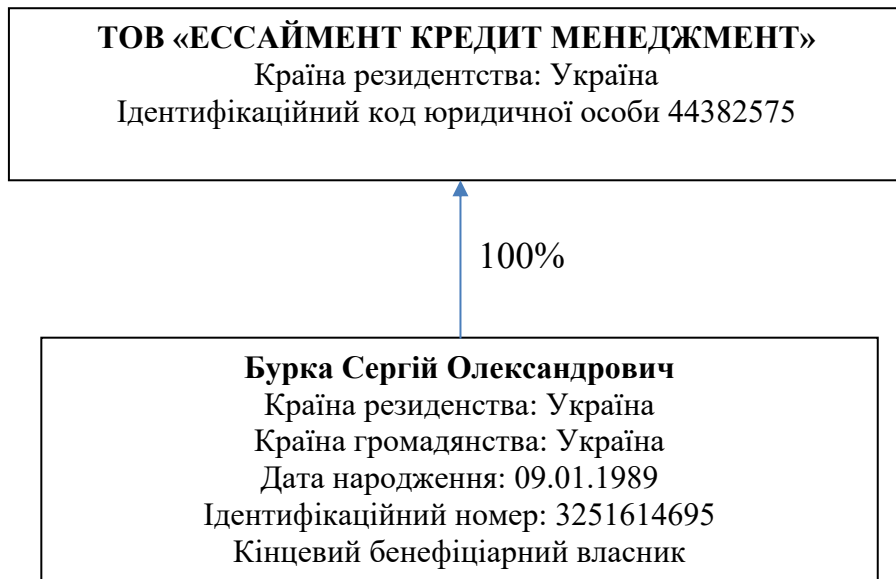 ТОВ «ЕССАЙМЕНТ КРЕДИТ МЕНЕДЖМЕНТ»
Країна резидентства: Україна
Ідентифікаційний код юридичної особи 44382575
100%
Бурка Сергій Олександрович
Країна резиденства: Україна
Країна громадянства: Україна
Дата народження: 09.01.1989
Ідентифікаційний номер: 3251614695
Кінцевий бенефіціарний власник